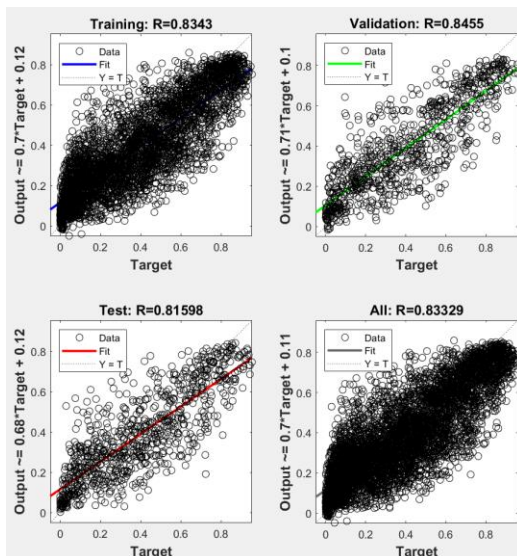 Training: R=0.8343
Output ~= 0.7*Target + 0.12
Data
Fit
Y = T
0.8
0.6
0.4
0.2
0
0 0.2 0.4 0.6 0.8
Target
Validation: R=0.8455
Output ~= 0.71*Target + 0.1
Data
Fit
Y = T
0.8
0.6
0.4
0.2
0
0 0.2 0.4 0.6 0.8
Target
Test: R=0.81598
Output ~= 0.68*Target + 0.12
Data
Fit
Y = T
0.8
0.6
0.4
0.2
0
0 0.2 0.4 0.6 0.8
Target
All: R=0.83329
Output ~= 0.7*Target + 0.11
Data
Fit
Y = T
0.8
0.6
0.4
0.2
0
0 0.2 0.4 0.6 0.8
Target